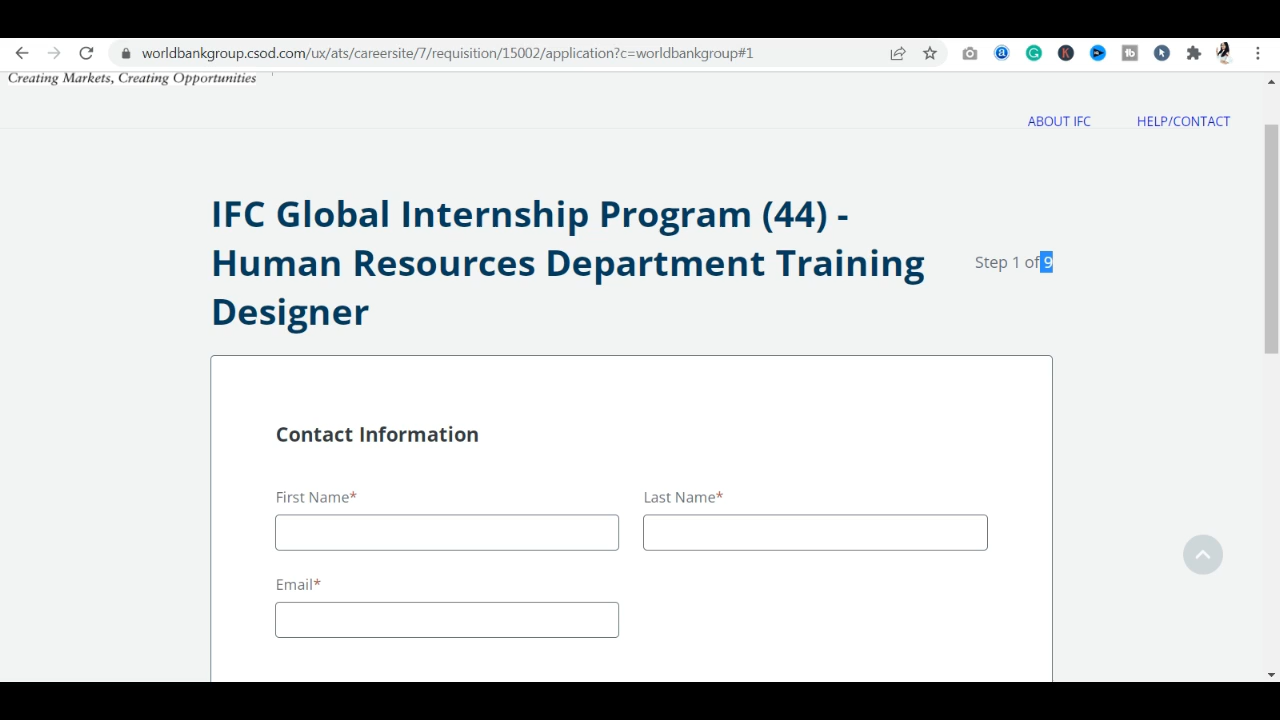 worldbankgroup.csod.com/ux/ats/careersite/7/requisition/15002/application?c=worldbankgroup#1
Creating Markets, Creating Opportunities
ABOUT IFC HELP/CONTACT
IFC Global Internship Program (44) -
Human Resources Department Training
Designer
Step 1 of 9
Contact Information
First Name* Last Name*
Email*